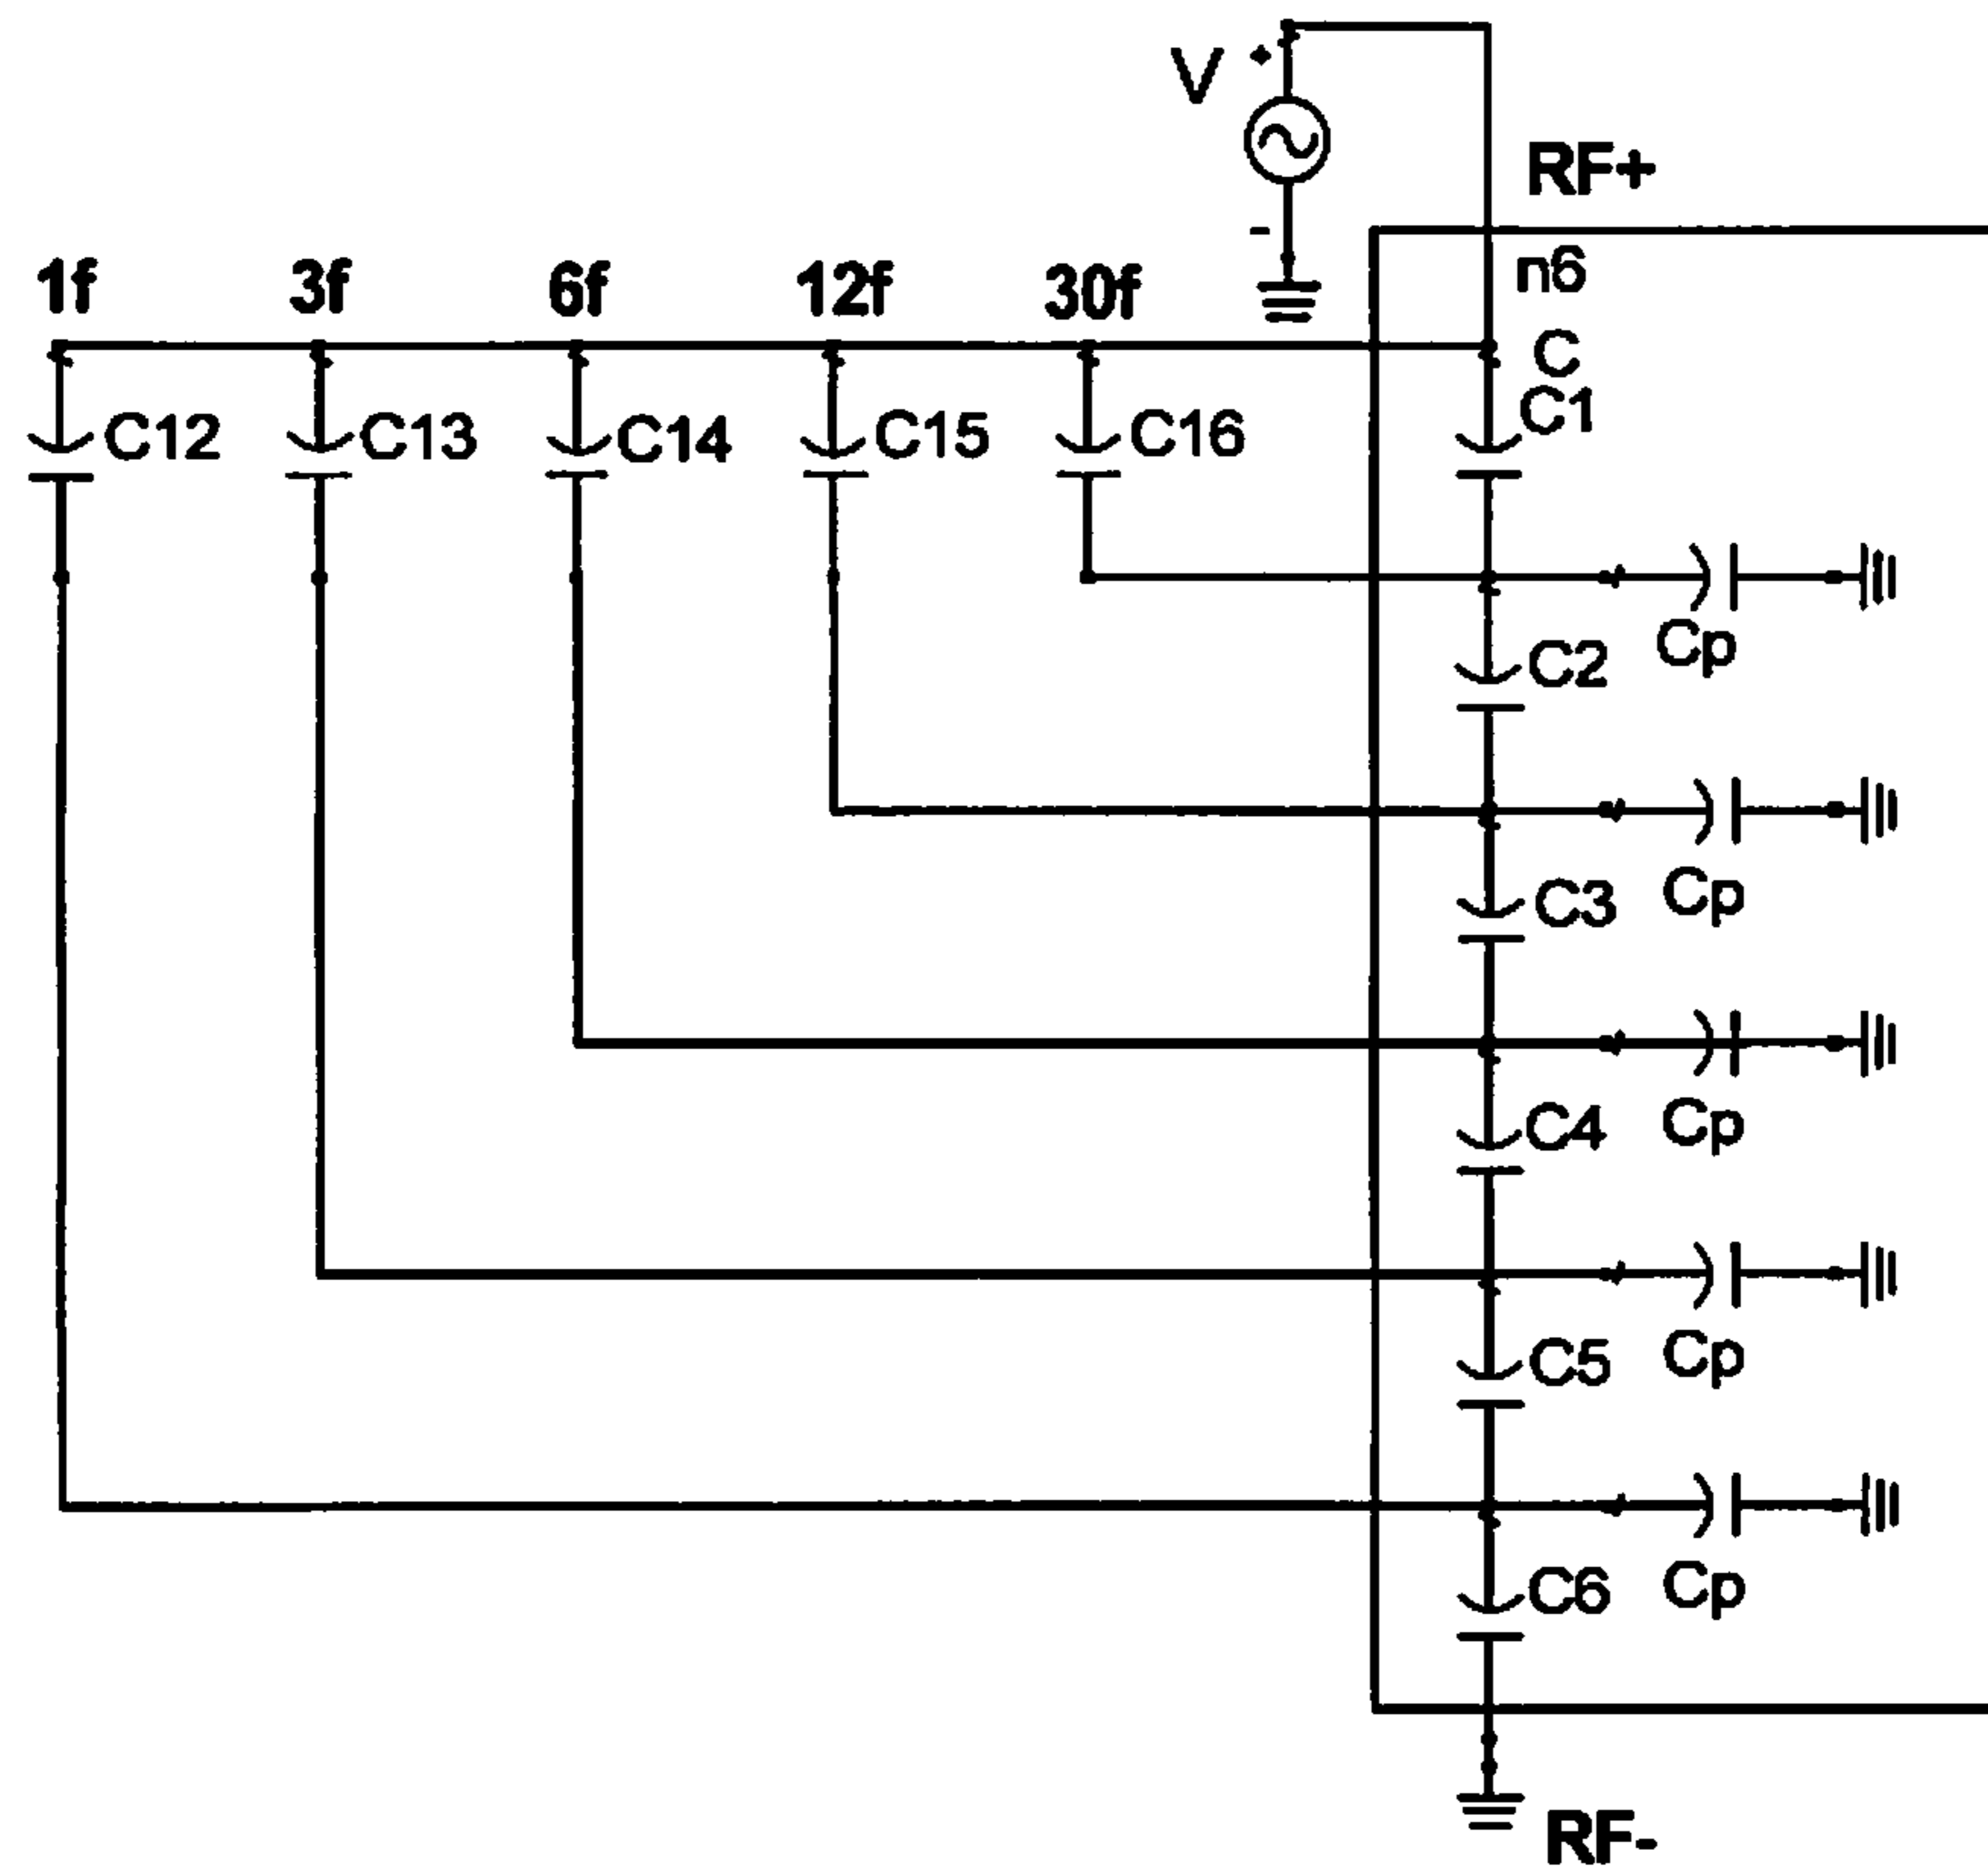 V
+
-
RF+
n6
1f 3f 6f 12f 30f
C
C1
C12 C13 C14 C15 C16
C2
Cp
C3
Cp
C4
Cp
C5
Cp
C6
Cp
RF-